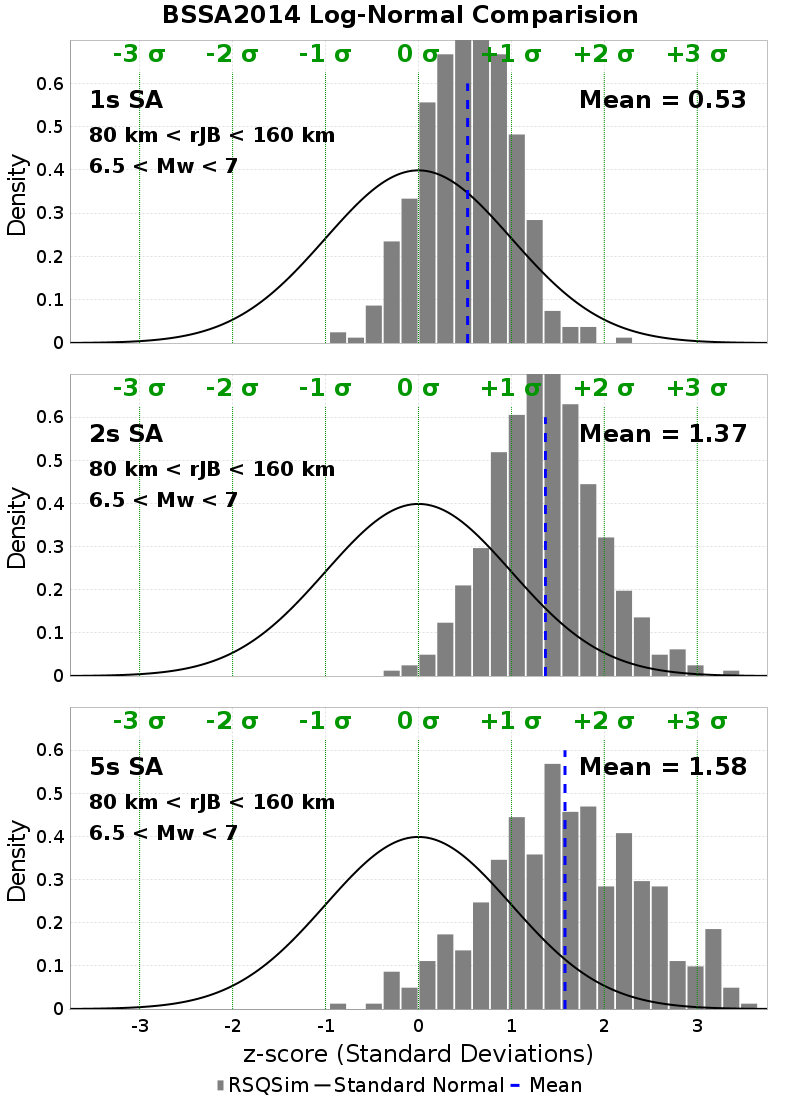 BSSA2014 Log-Normal Comparision
-3 σ -2 σ -1 σ 0 σ +1 σ +2 σ +3 σ
0.6
1s SA Mean = 0.53
0.5
80 km < rJB < 160 km
6.5 < Mw < 7
0.4
Density
0.3
0.2
0.1
0
-3 σ -2 σ -1 σ 0 σ +1 σ +2 σ +3 σ
0.6
2s SA Mean = 1.37
0.5
80 km < rJB < 160 km
6.5 < Mw < 7
0.4
Density
0.3
0.2
0.1
0
-3 σ -2 σ -1 σ 0 σ +1 σ +2 σ +3 σ
0.6
5s SA Mean = 1.58
0.5
80 km < rJB < 160 km
6.5 < Mw < 7
0.4
Density
0.3
0.2
0.1
0
-3 -2 -1 0 1 2 3
z-score (Standard Deviations)
RSQSim Standard Normal Mean